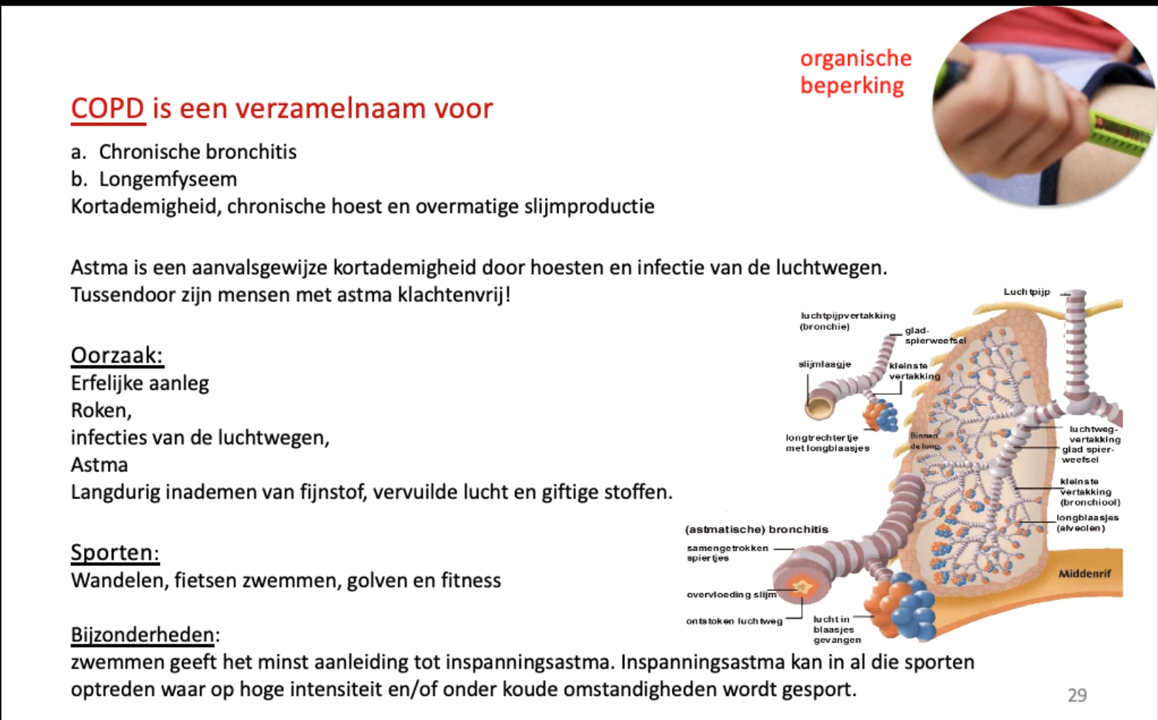 organische
beperking
COPD is een verzamelnaam voor
a. Chronische bronchitis
b. Longemfyseem
Kortademigheid, chronische hoest en overmatige slijmproductie
Astma is een aanvalsgewijze kortademigheid door hoesten en infectie van de luchtwegen.
Tussendoor zijn mensen met astma klachtenvrij!
Oorzaak:
Erfelijke aanleg
Roken,
infecties van de luchtwegen,
Astma
Langdurig inademen van fijnstof, vervuilde lucht en giftige stoffen.
Sporten:
Wandelen, fietsen zwemmen, golven en fitness
Bijzonderheden:
zwemmen geeft het minst aanleiding tot inspanningsastma. Inspanningsastma kan in al die sporten
optreden waar op hoge intensiteit en/of onder koude omstandigheden wordt gesport.
Luchtpijp
luchtpijpvertakking
(bronchie)
glad-
spierweefsel
slijmlaagje
kleinste
vertakking
longtrechtertje
met longblaasjes
Binnen
de long
luchtweg-
vertakking
glad spier-
weefsel
kleinste
vertakking
(bronchiool)
longblaasjes
(alveolen)
Middenrif
(astmatische) bronchitis
samengetrokken
spiertjes
overvloeding slijm
ontstoken luchtweg
lucht in
blaasjes
gevangen
29